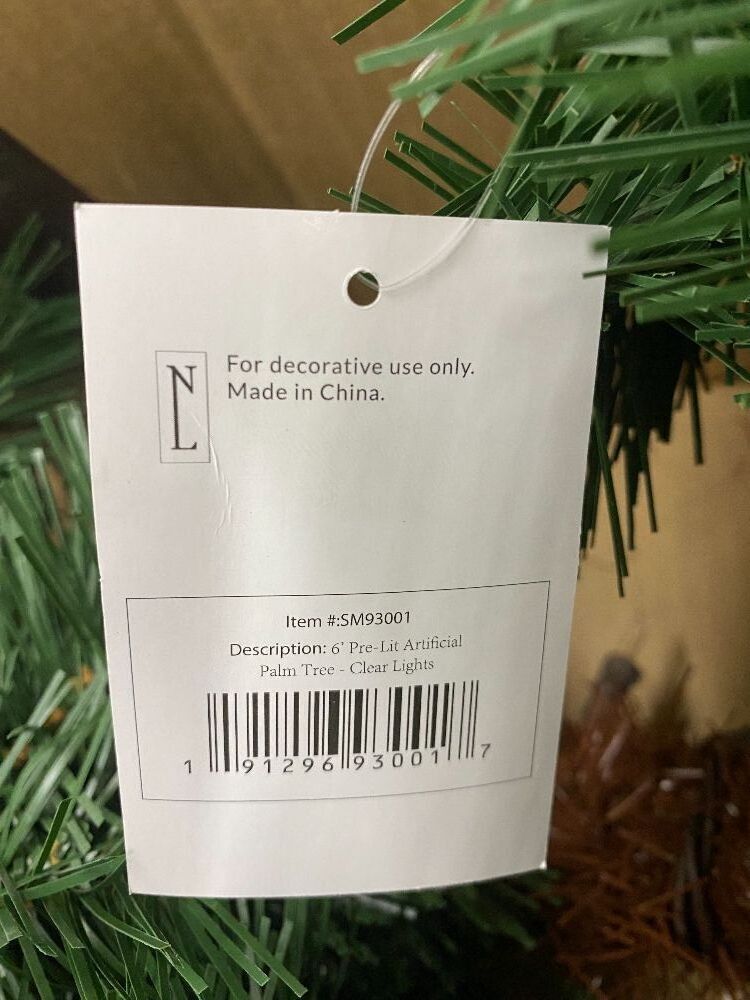 NL
For decorative use only.
Made in China.
Item #:SM93001
Description: 6' Pre-Lit Artificial
Palm Tree - Clear Lights
1 91296 93001 7